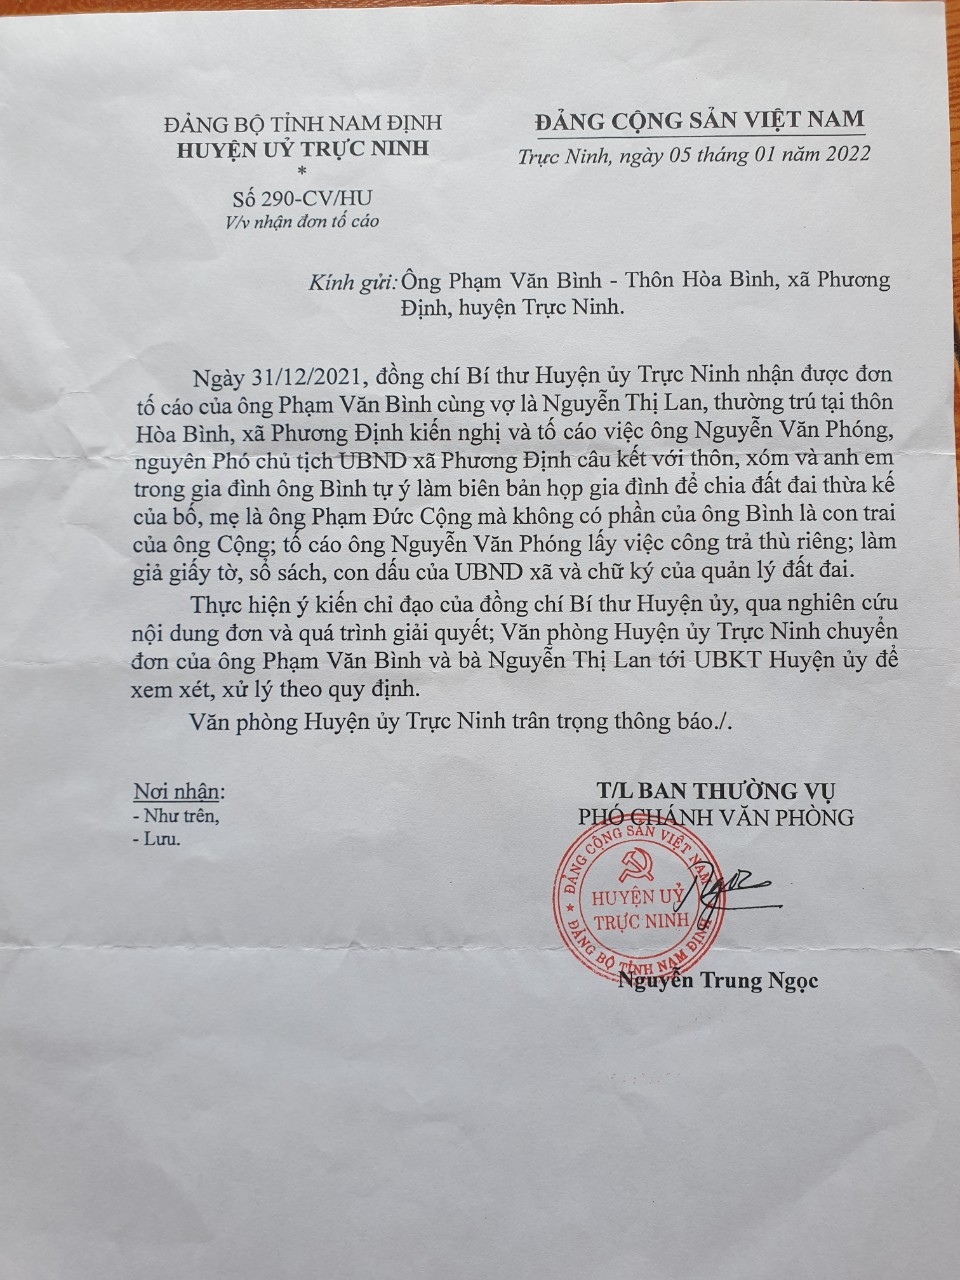 ĐẢNG BỘ TỈNH NAM ĐỊNH
HUYỆN UỶ TRỰC NINH
*
Số 290-CV/HU
V/v nhận đơn tố cáo
ĐẢNG CỘNG SẢN VIỆT NAM
Trực Ninh, ngày 05 tháng 01 năm 2022
Kính gửi: Ông Phạm Văn Bình - Thôn Hòa Bình, xã Phương
Định, huyện Trực Ninh.
Ngày 31/12/2021, đồng chí Bí thư Huyện ủy Trực Ninh nhận được đơn
tố cáo của ông Phạm Văn Bình cùng vợ là Nguyễn Thị Lan, thường trú tại thôn
Hòa Bình, xã Phương Định kiến nghị và tố cáo việc ông Nguyễn Văn Phóng,
nguyên Phó chủ tịch UBND xã Phương Định câu kết với thôn, xóm và anh em
trong gia đình ông Bình tự ý làm biên bản họp gia đình để chia đất đai thừa kế
của bố, mẹ là ông Phạm Đức Cộng mà không có phần của ông Bình là con trai
của ông Cộng; tố cáo ông Nguyễn Văn Phóng lấy việc công trả thù riêng; làm
giả giấy tờ, sổ sách, con dấu của UBND xã và chữ ký của quản lý đất đai.
Thực hiện ý kiến chỉ đạo của đồng chí Bí thư Huyện ủy, qua nghiên cứu
nội dung đơn và quá trình giải quyết; Văn phòng Huyện ủy Trực Ninh chuyển
đơn của ông Phạm Văn Bình và bà Nguyễn Thị Lan tới UBKT Huyện ủy để
xem xét, xử lý theo quy định.
Văn phòng Huyện ủy Trực Ninh trân trọng thông báo./.
Nơi nhận:
- Như trên,
- Lưu.
T/L BAN THƯỜNG VỤ
PHÓ CHÁNH VĂN PHÒNG
ĐẢNG CỘNG SẢN VIỆT NAM
HUYỆN UỶ
TRỰC NINH
ĐẢNG BỘ TỈNH NAM ĐỊNH
Ngọc
Nguyễn Trung Ngọc